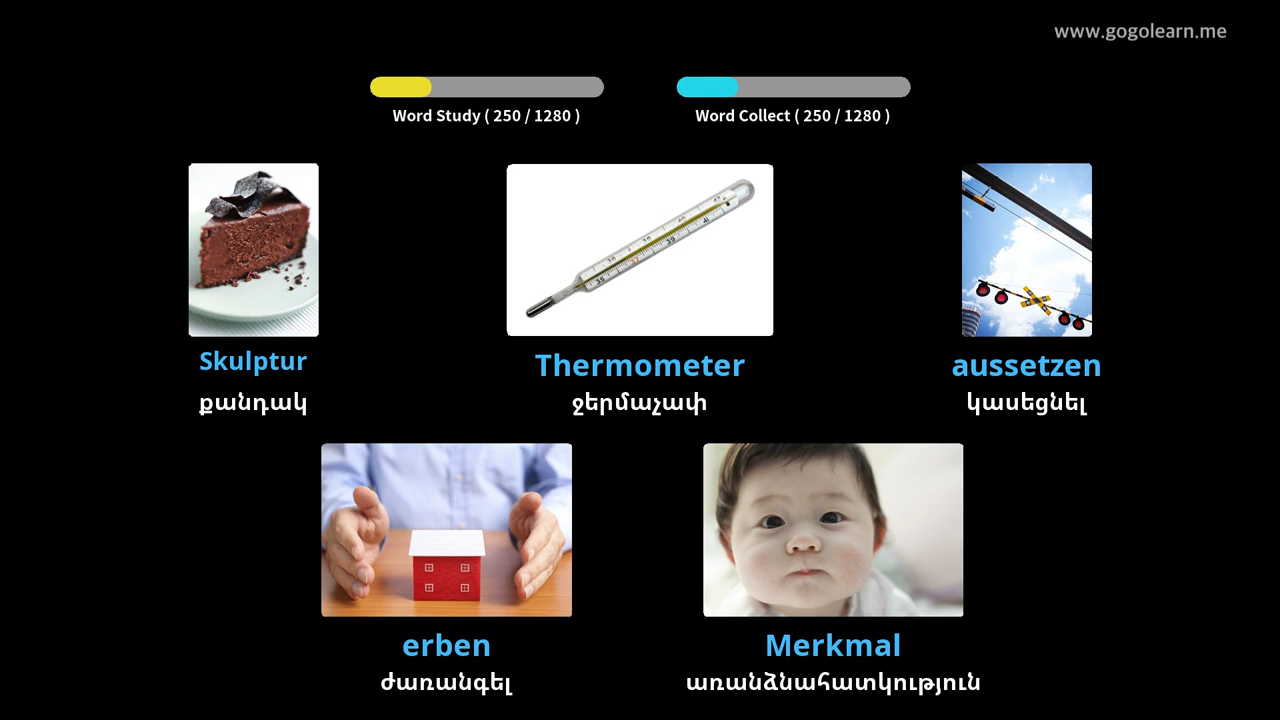 www.gogolearn.me
Word Study ( 250 / 1280 )
Word Collect ( 250 / 1280 )
Skulptur
քանդակ
Thermometer
ջերմաչափ
aussetzen
կասեցնել
erben
ժառանգել
Merkmal
առանձնահատկություն